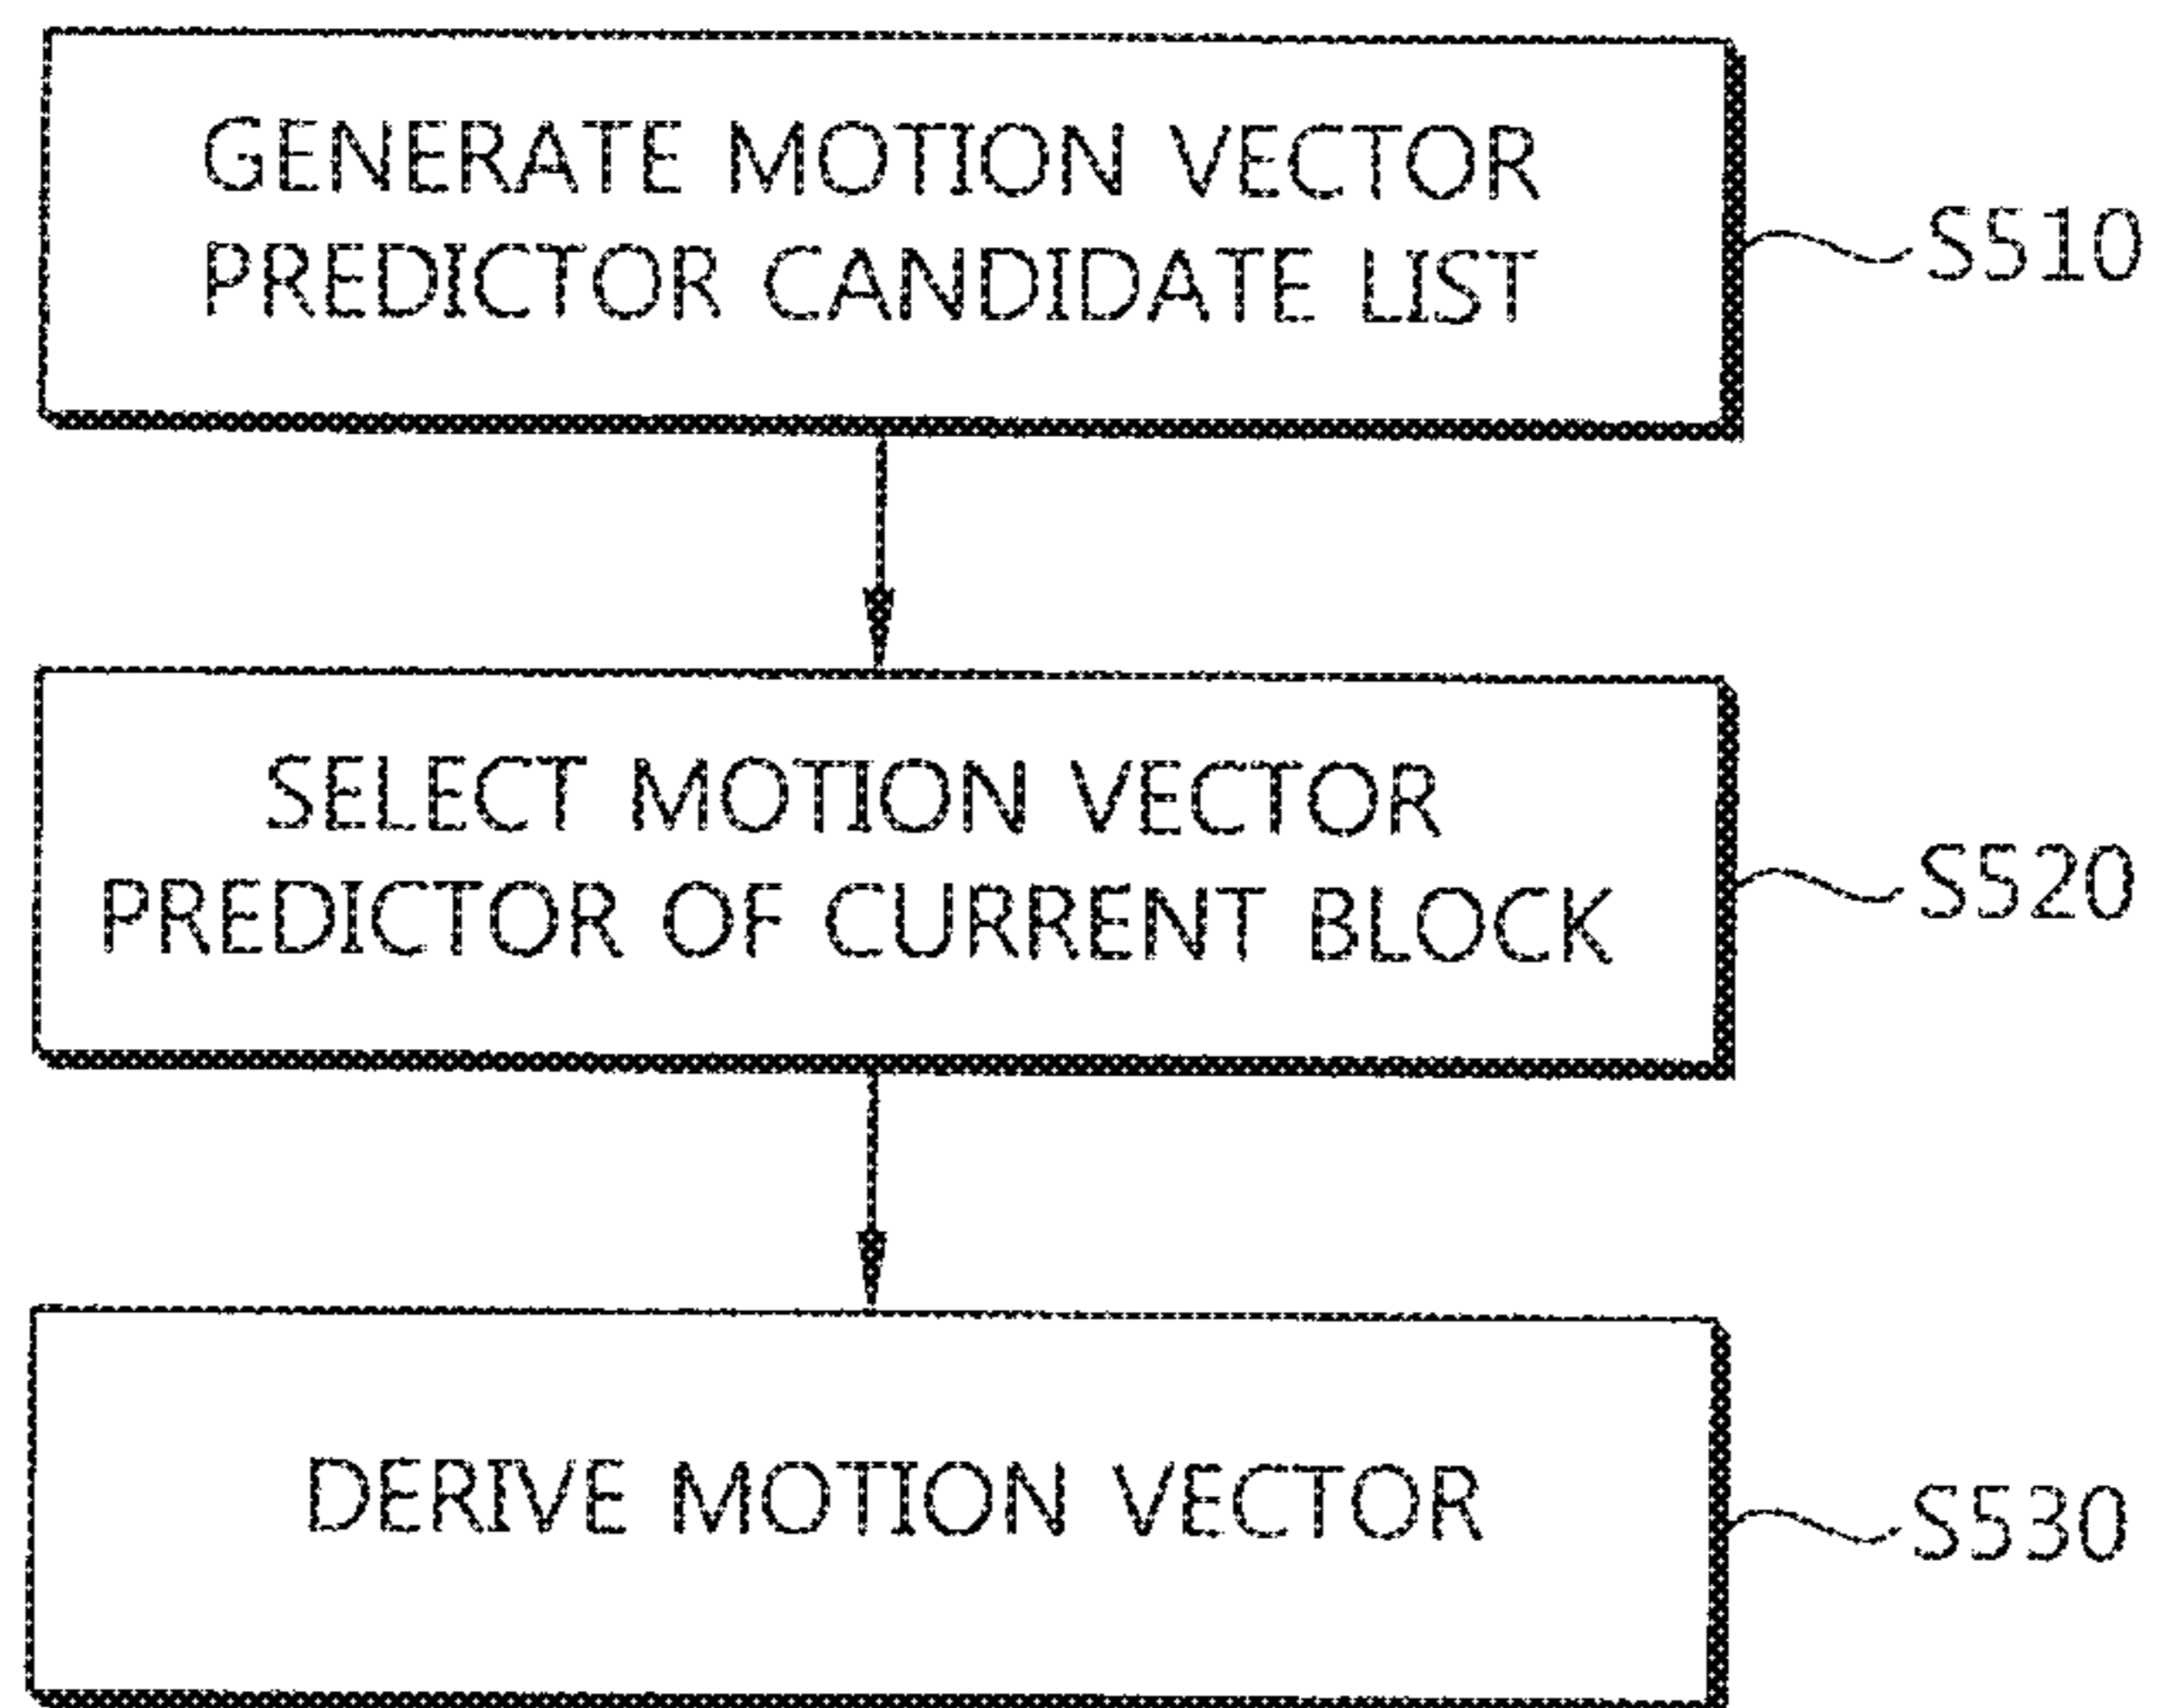 GENERATE MOTION VECTOR
PREDICTOR CANDIDATE LIST
S510
SELECT MOTION VECTOR
PREDICTOR OF CURRENT BLOCK
S520
DERIVE MOTION VECTOR
S530